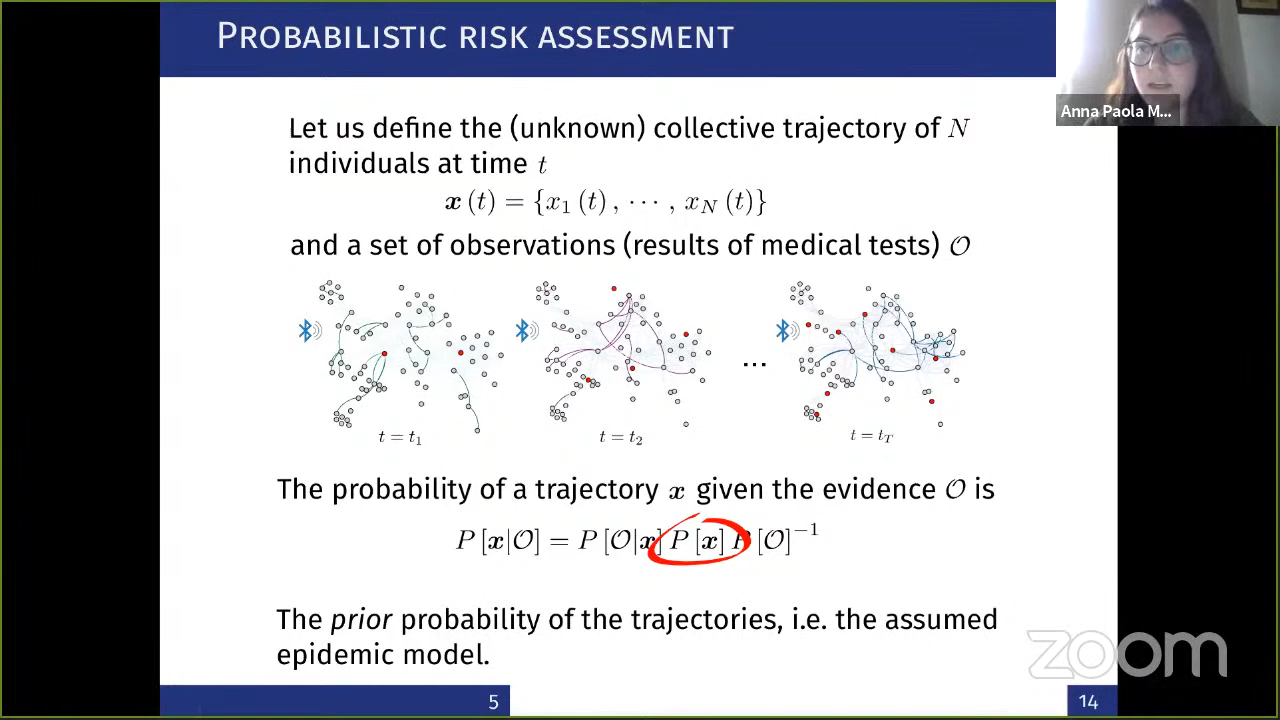 PROBABILISTIC RISK ASSESSMENT
Anna Paola M...
Let us define the (unknown) collective trajectory of N
individuals at time t
x (t) = {x₁ (t) , ⋯ , x_N (t)}
and a set of observations (results of medical tests) 𝒪
...
t = t₁
t = t₂
t = t_T
The probability of a trajectory x given the evidence 𝒪 is
P [x|𝒪] = P [𝒪|x] P [x] P [𝒪]⁻¹
The prior probability of the trajectories, i.e. the assumed
epidemic model.
zoom
5
14